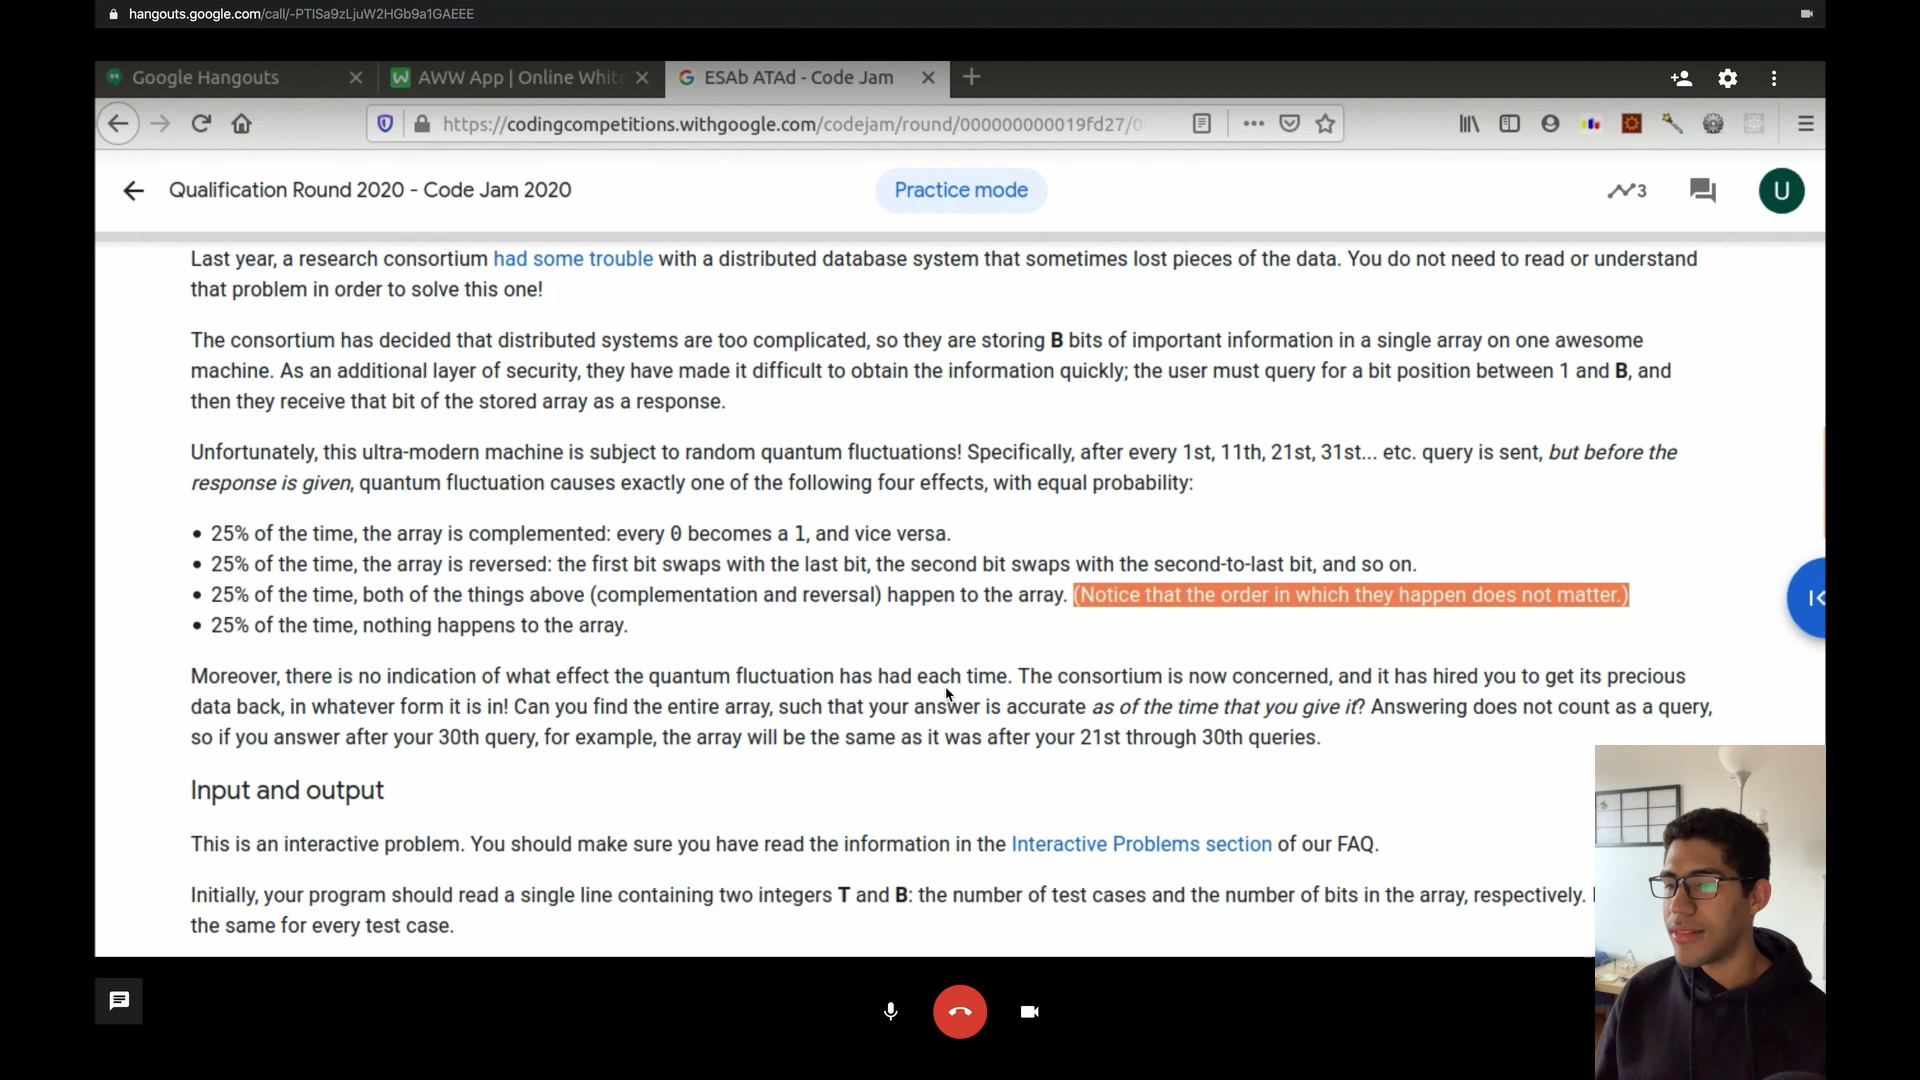 hangouts.google.com/call/-PTISa9zLjuW2HGb9a1GAEEE
Google Hangouts
AWW App | Online White
ESAb ATAd - Code Jam
https://codingcompetitions.withgoogle.com/codejam/round/000000000019fd27/0
Qualification Round 2020 - Code Jam 2020
Practice mode
3
U
Last year, a research consortium had some trouble with a distributed database system that sometimes lost pieces of the data. You do not need to read or understand
that problem in order to solve this one!
The consortium has decided that distributed systems are too complicated, so they are storing B bits of important information in a single array on one awesome
machine. As an additional layer of security, they have made it difficult to obtain the information quickly; the user must query for a bit position between 1 and B, and
then they receive that bit of the stored array as a response.
Unfortunately, this ultra-modern machine is subject to random quantum fluctuations! Specifically, after every 1st, 11th, 21st, 31st... etc. query is sent, but before the
response is given, quantum fluctuation causes exactly one of the following four effects, with equal probability:
• 25% of the time, the array is complemented: every 0 becomes a 1, and vice versa.
• 25% of the time, the array is reversed: the first bit swaps with the last bit, the second bit swaps with the second-to-last bit, and so on.
• 25% of the time, both of the things above (complementation and reversal) happen to the array. (Notice that the order in which they happen does not matter.)
• 25% of the time, nothing happens to the array.
Moreover, there is no indication of what effect the quantum fluctuation has had each time. The consortium is now concerned, and it has hired you to get its precious
data back, in whatever form it is in! Can you find the entire array, such that your answer is accurate as of the time that you give it? Answering does not count as a query,
so if you answer after your 30th query, for example, the array will be the same as it was after your 21st through 30th queries.
Input and output
This is an interactive problem. You should make sure you have read the information in the Interactive Problems section of our FAQ.
Initially, your program should read a single line containing two integers T and B: the number of test cases and the number of bits in the array, respectively.
the same for every test case.